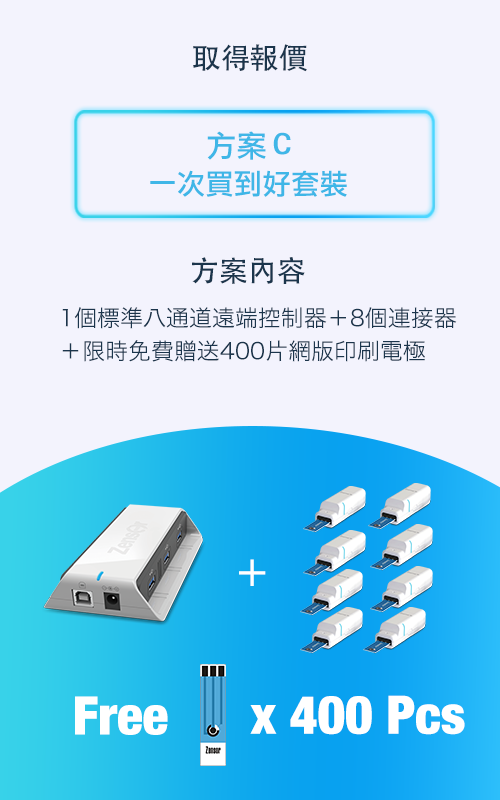 取得報價
方案 C
一次買到好套裝
方案內容
1個標準八通道遠端控制器＋8個連接器
＋限時免費贈送400片網版印刷電極
ZensoR
+
Free
x 400 Pcs
Zensor